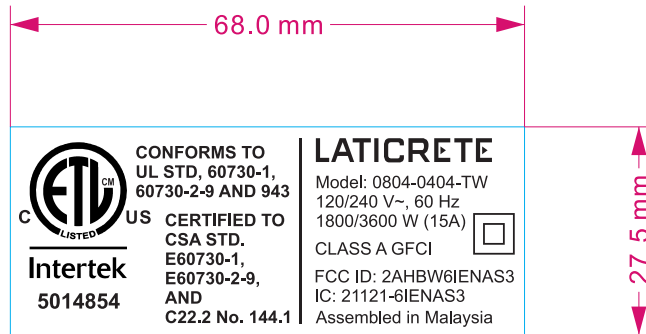 68.0 mm
CONFORMS TO
UL STD, 60730-1,
60730-2-9 AND 943
ETL
CM
C
US
LISTED
CERTIFIED TO
CSA STD.
E60730-1,
E60730-2-9,
AND
C22.2 No. 144.1
Intertek
5014854
LATICRETE
Model: 0804-0404-TW
120/240 V~, 60 Hz
1800/3600 W (15A)
CLASS A GFCI
FCC ID: 2AHBW6IENAS3
IC: 21121-6IENAS3
Assembled in Malaysia
27.5 mm